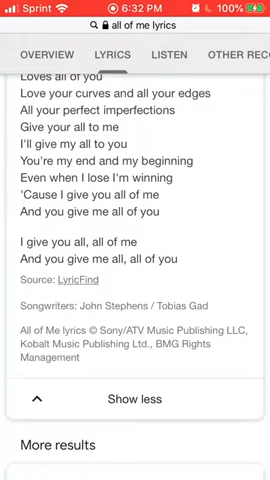 Sprint 6:32 PM 100%
all of me lyrics
OVERVIEW LYRICS LISTEN OTHER RECO
Loves all of you
Love your curves and all your edges
All your perfect imperfections
Give your all to me
I'll give my all to you
You're my end and my beginning
Even when I lose I'm winning
'Cause I give you all of me
And you give me all of you
I give you all, all of me
And you give me all, all of you
Source: LyricFind
Songwriters: John Stephens / Tobias Gad
All of Me lyrics © Sony/ATV Music Publishing LLC,
Kobalt Music Publishing Ltd., BMG Rights
Management
Show less
More results